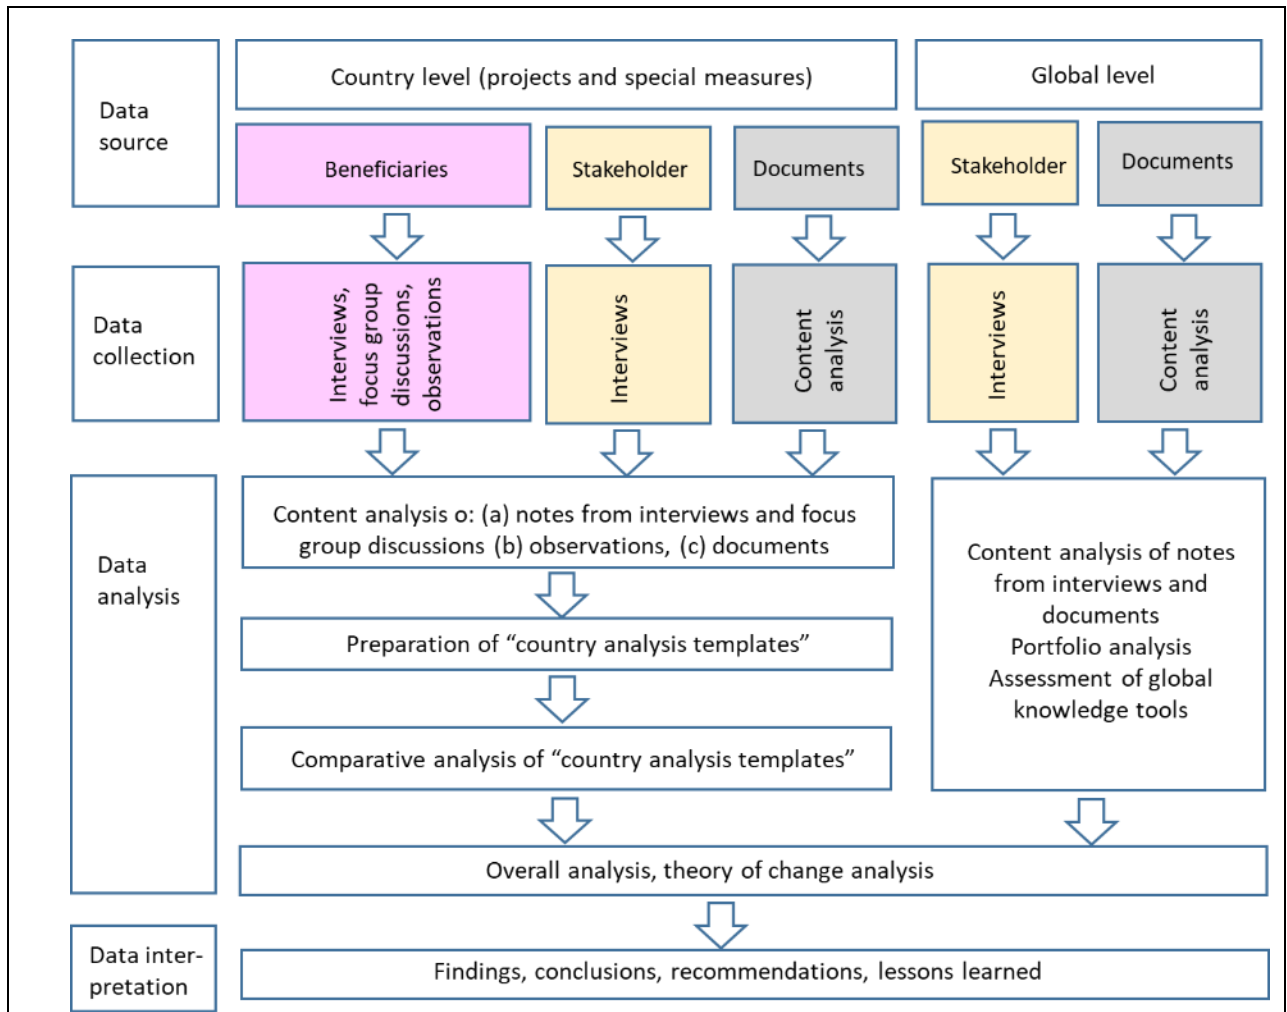 Data
source
Country level (projects and special measures)
Global level
Beneficiaries
Stakeholder
Documents
Stakeholder
Documents
Data
collection
Interviews,
focus group
discussions,
observations
Interviews
Content
analysis
Interviews
Content
analysis
Data
analysis
Content analysis o: (a) notes from interviews and focus
group discussions (b) observations, (c) documents
Preparation of “country analysis templates”
Comparative analysis of “country analysis templates”
Content analysis of notes
from interviews and
documents
Portfolio analysis
Assessment of global
knowledge tools
Overall analysis, theory of change analysis
Data inter-
pretation
Findings, conclusions, recommendations, lessons learned